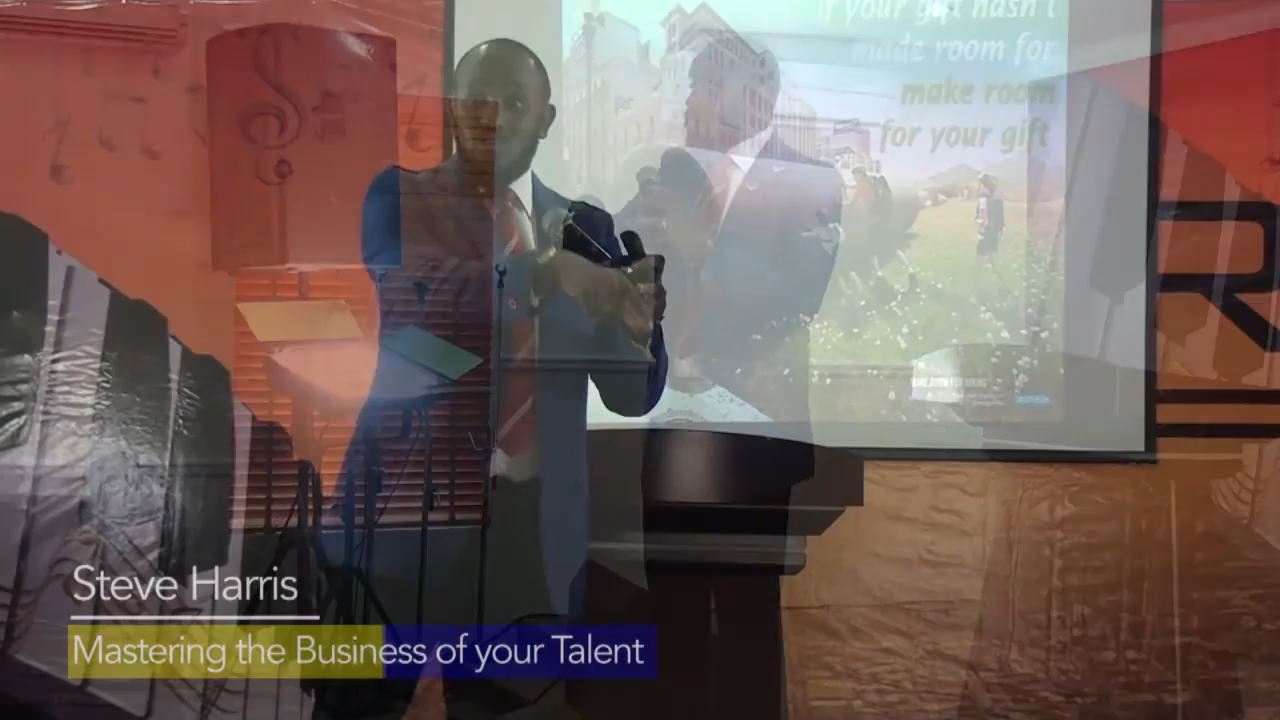 if your gift hasn't
made room for
make room
for your gift
R
Steve Harris
Mastering the Business of your Talent